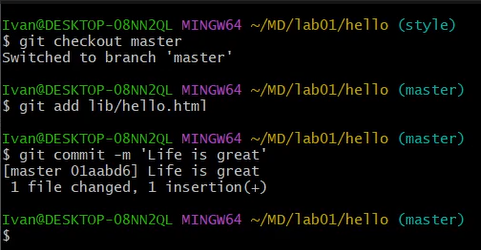 Ivan@DESKTOP-08NN2QL MINGW64 ~/MD/lab01/hello (style)
$ git checkout master
Switched to branch 'master'
Ivan@DESKTOP-08NN2QL MINGW64 ~/MD/lab01/hello (master)
$ git add lib/hello.html
Ivan@DESKTOP-08NN2QL MINGW64 ~/MD/lab01/hello (master)
$ git commit -m 'Life is great'
[master 01aabd6] Life is great
 1 file changed, 1 insertion(+)
Ivan@DESKTOP-08NN2QL MINGW64 ~/MD/lab01/hello (master)
$